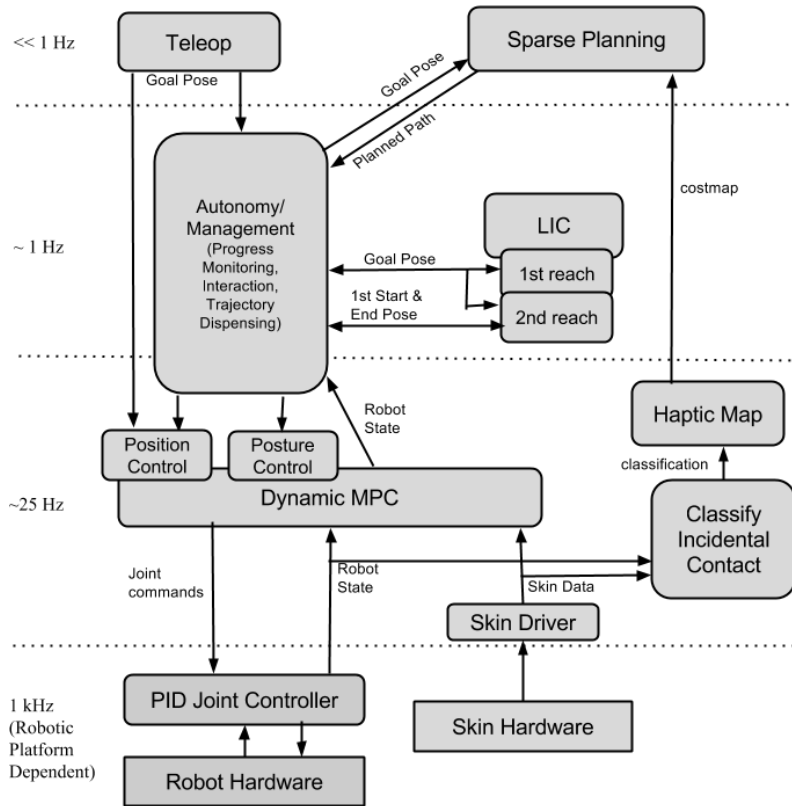 << 1 Hz
Teleop
Sparse Planning
Goal Pose
Goal Pose
Planned Path
costmap
~ 1 Hz
Autonomy/
Management
(Progress
Monitoring,
Interaction,
Trajectory
Dispensing)
LIC
Goal Pose
1st reach
1st Start &
End Pose
2nd reach
Robot
State
Haptic Map
Position
Control
Posture
Control
classification
Dynamic MPC
~25 Hz
Classify
Incidental
Contact
Joint
commands
Robot
State
Skin Data
Skin Driver
1 kHz
(Robotic
Platform
Dependent)
PID Joint Controller
Skin Hardware
Robot Hardware